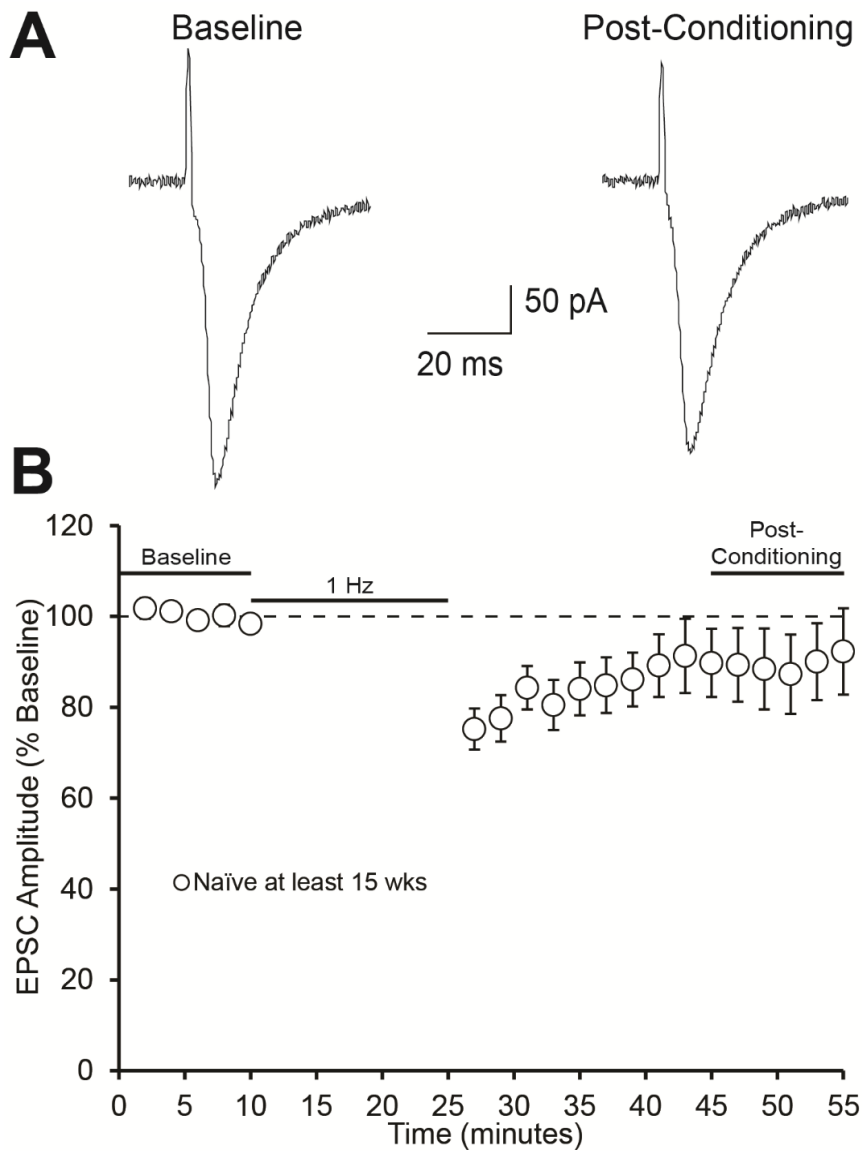 A
Baseline
Post-Conditioning
50 pA
20 ms
B
EPSC Amplitude (% Baseline)
120
100
80
60
40
20
0
Baseline
1 Hz
Post-
Conditioning
Naïve at least 15 wks
0 5 10 15 20 25 30 35 40 45 50 55
Time (minutes)